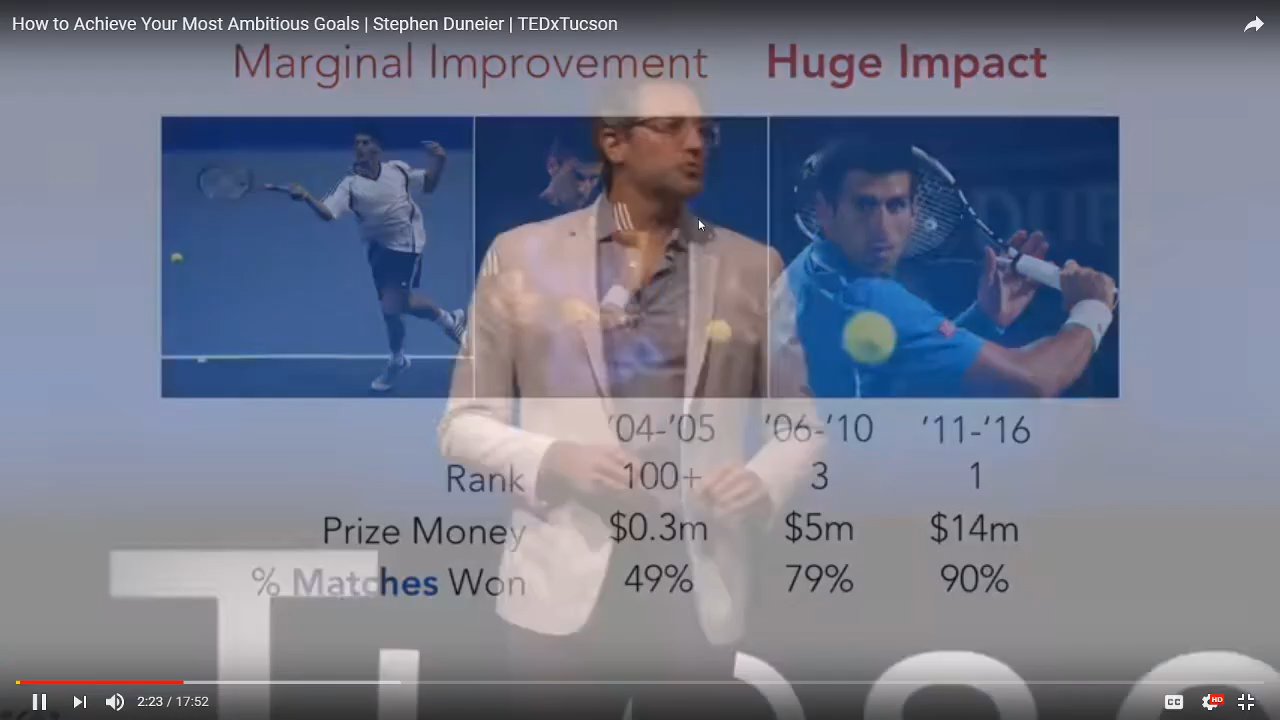 How to Achieve Your Most Ambitious Goals | Stephen Duneier | TEDxTucson
Marginal Improvement Huge Impact
'04-'05 '06-'10 '11-'16
Rank 100+ 3 1
Prize Money $0.3m $5m $14m
% Matches Won 49% 79% 90%
2:23 / 17:52
CC HD